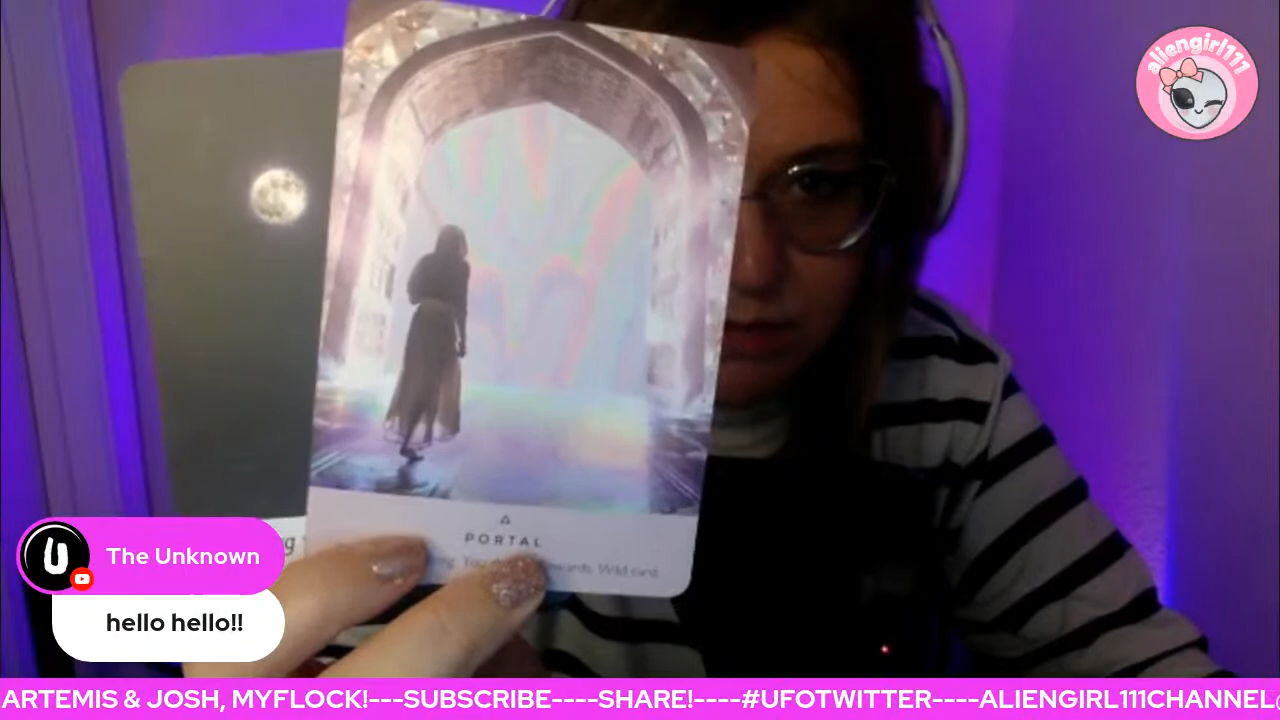 aliengirl111
PORTAL
Wild card.
The Unknown
hello hello!!
ARTEMIS & JOSH, MYFLOCK!---SUBSCRIBE----SHARE!----#UFOTWITTER----ALIENGIRL111CHANNEL